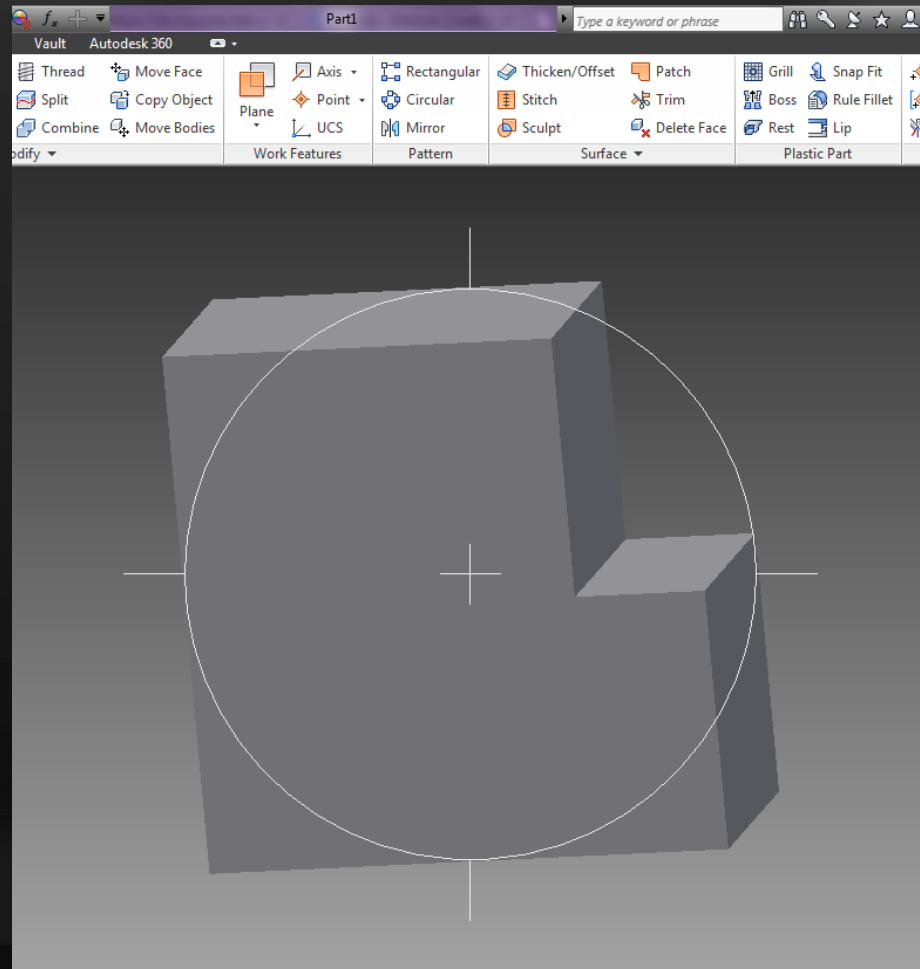 fx Part1 Type a keyword or phrase
Vault Autodesk 360
Thread Move Face Axis Rectangular Thicken/Offset Patch Grill Snap Fit
Split Copy Object Plane Point Circular Stitch Trim Boss Rule Fillet
Combine Move Bodies UCS Mirror Sculpt Delete Face Rest Lip
odify Work Features Pattern Surface Plastic Part